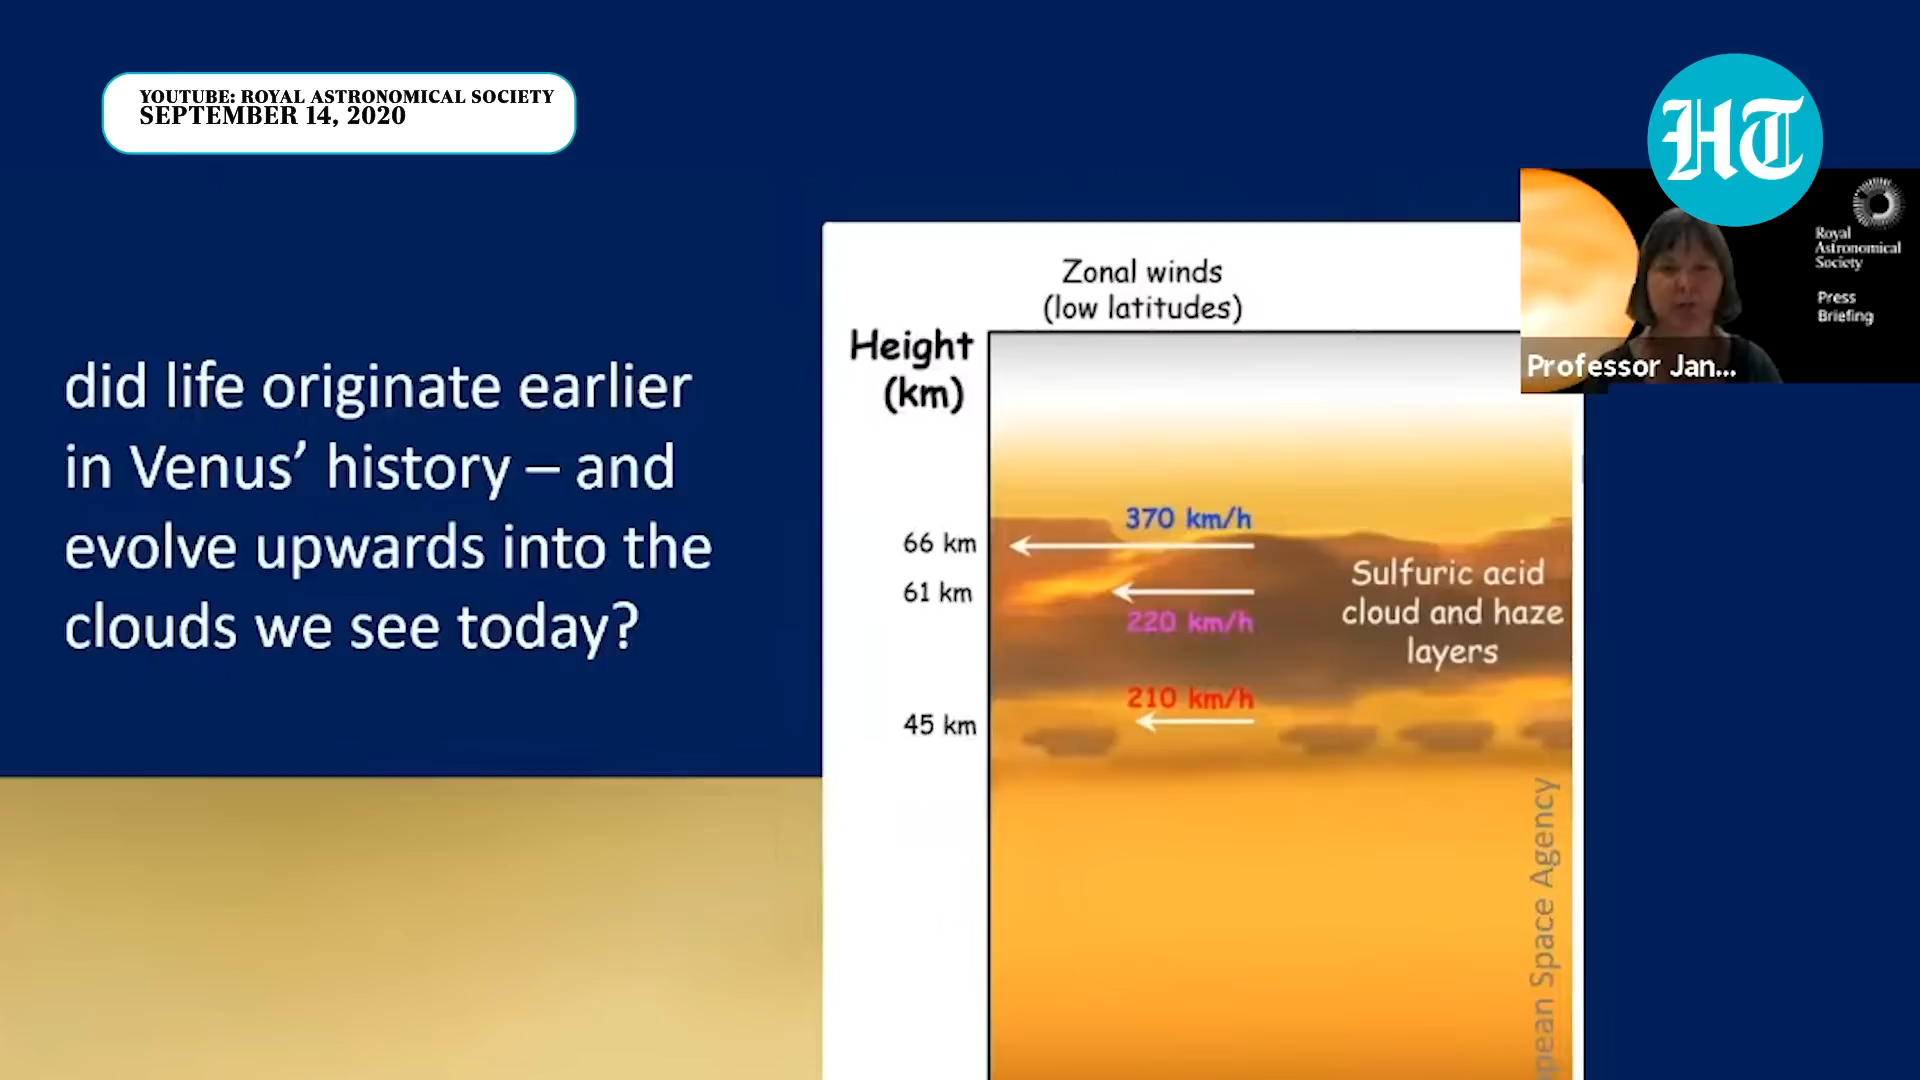 YOUTUBE: ROYAL ASTRONOMICAL SOCIETY
SEPTEMBER 14, 2020
HT
Royal
Astronomical
Society
Press
Briefing
Professor Jan...
did life originate earlier
in Venus’ history – and
evolve upwards into the
clouds we see today?
Zonal winds
(low latitudes)
Height
(km)
66 km
370 km/h
61 km
220 km/h
45 km
210 km/h
Sulfuric acid
cloud and haze
layers
pean Space Agency